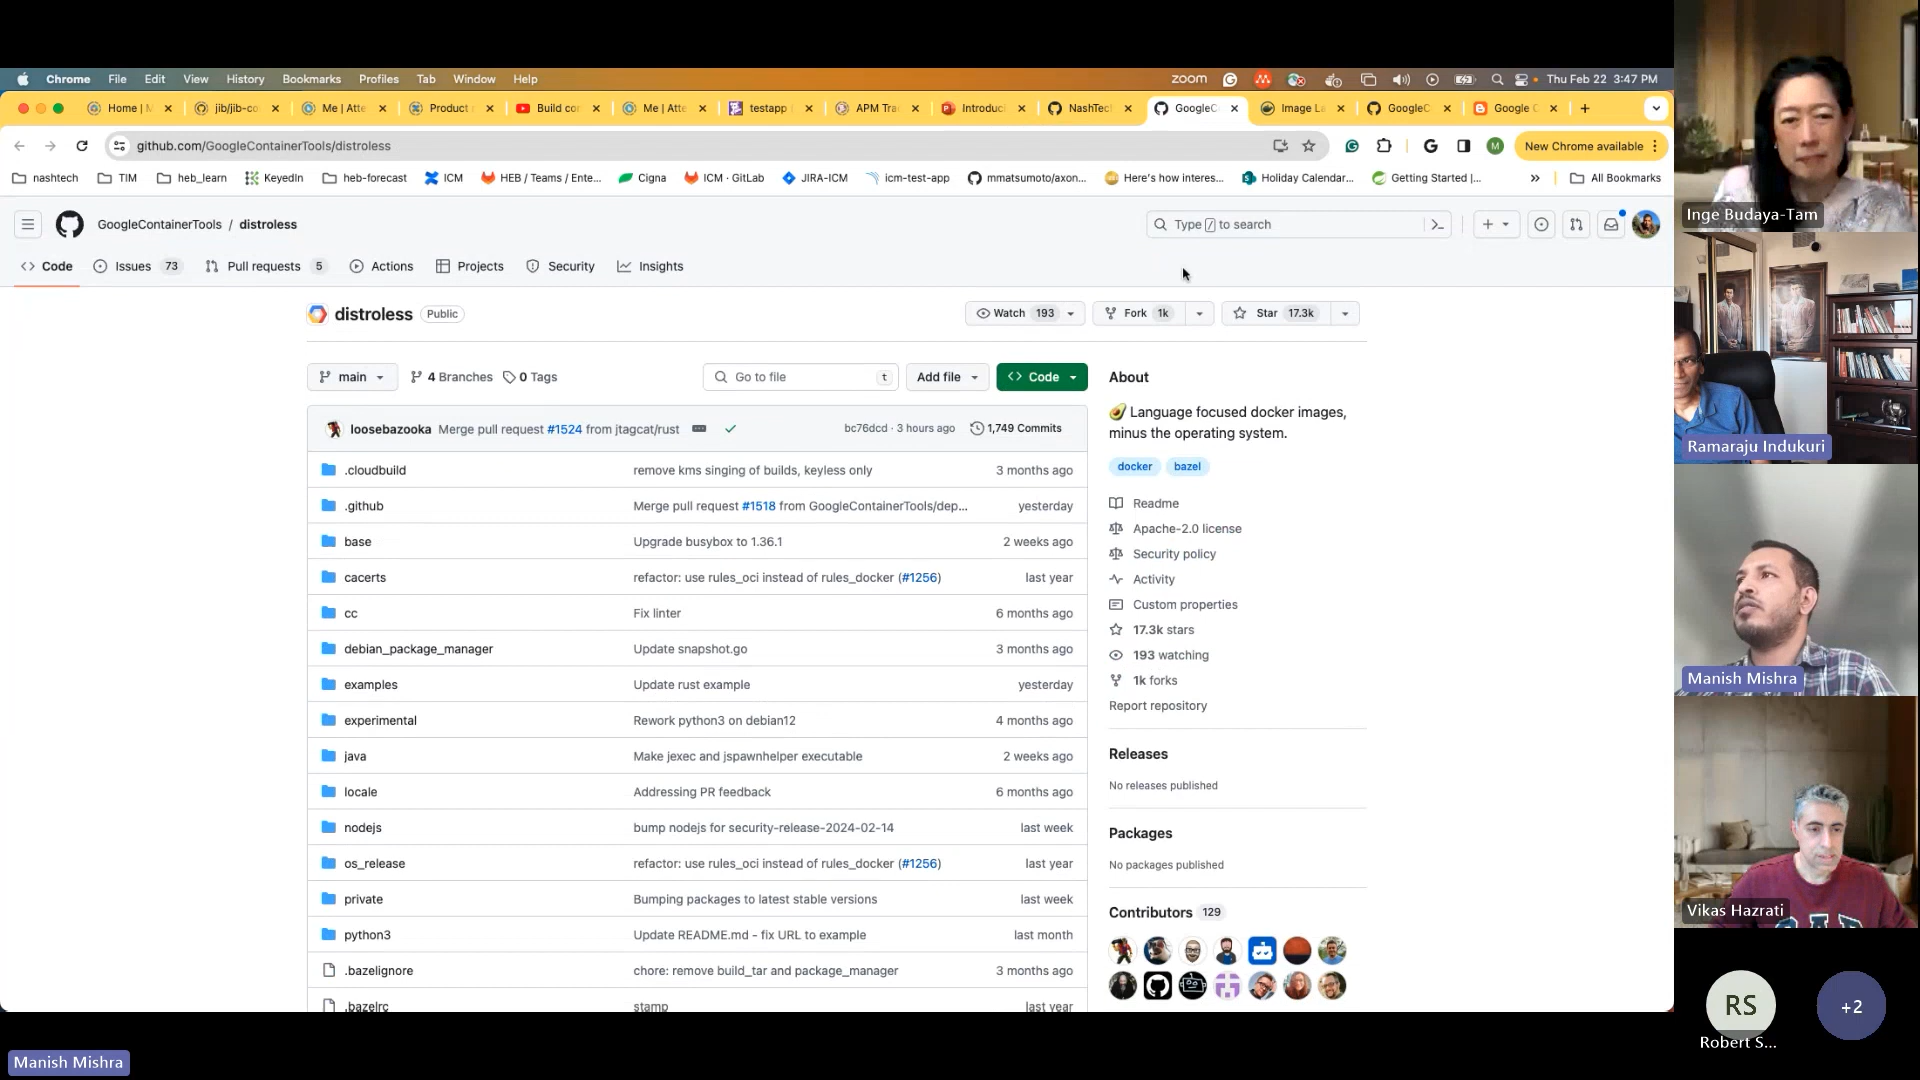 Chrome File Edit View History Bookmarks Profiles Tab Window Help
zoom Thu Feb 22 3:47 PM
Home | jib/jib-co Me | Atte Product Build cor Me | Atte testapp APM Tra Introduc NashTec GoogleC Image La GoogleC Google C
github.com/GoogleContainerTools/distroless
New Chrome available
nashtech TIM heb_learn KeyedIn heb-forecast ICM HEB / Teams / Ente... Cigna ICM · GitLab JIRA-ICM icm-test-app mmatsumoto/axon... Here's how interes... Holiday Calendar... Getting Started |... » All Bookmarks
GoogleContainerTools / distroless
Type / to search
Code Issues 73 Pull requests 5 Actions Projects Security Insights
distroless Public
Watch 193 Fork 1k Star 17.3k
main 4 Branches 0 Tags
Go to file t Add file <> Code
loosebazooka Merge pull request #1524 from jtagcat/rust bc76dcd · 3 hours ago 1,749 Commits
.cloudbuild remove kms singing of builds, keyless only 3 months ago
.github Merge pull request #1518 from GoogleContainerTools/dep... yesterday
base Upgrade busybox to 1.36.1 2 weeks ago
cacerts refactor: use rules_oci instead of rules_docker (#1256) last year
cc Fix linter 6 months ago
debian_package_manager Update snapshot.go 3 months ago
examples Update rust example yesterday
experimental Rework python3 on debian12 4 months ago
java Make jexec and jspawnhelper executable 2 weeks ago
locale Addressing PR feedback 6 months ago
nodejs bump nodejs for security-release-2024-02-14 last week
os_release refactor: use rules_oci instead of rules_docker (#1256) last year
private Bumping packages to latest stable versions last week
python3 Update README.md - fix URL to example last month
.bazelignore chore: remove build_tar and package_manager 3 months ago
.bazelrc stamp last year
About
🥑 Language focused docker images,
minus the operating system.
docker bazel
Readme
Apache-2.0 license
Security policy
Activity
Custom properties
17.3k stars
193 watching
1k forks
Report repository
Releases
No releases published
Packages
No packages published
Contributors 129
Inge Budaya-Tam
Ramaraju Indukuri
Manish Mishra
Vikas Hazrati
RS
Robert S...
+2
Manish Mishra